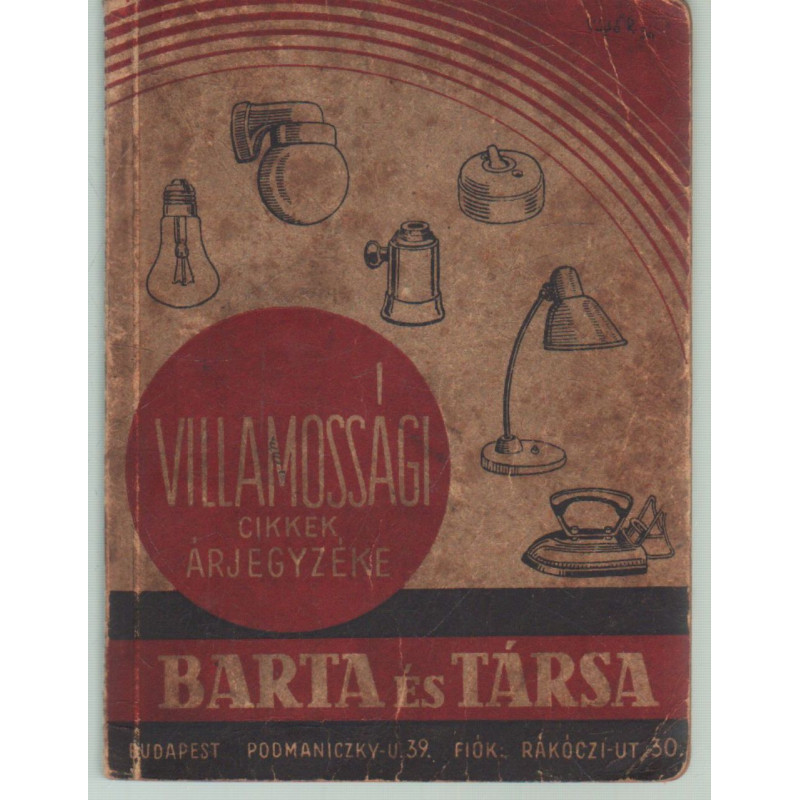 VILLAMOSSÁGI
CIKKEK
ÁRJEGYZÉKE
BARTA ÉS TÁRSA
BUDAPEST PODMANICZKY-U. 39. FIÓK: RÁKÓCZI-UT 30.